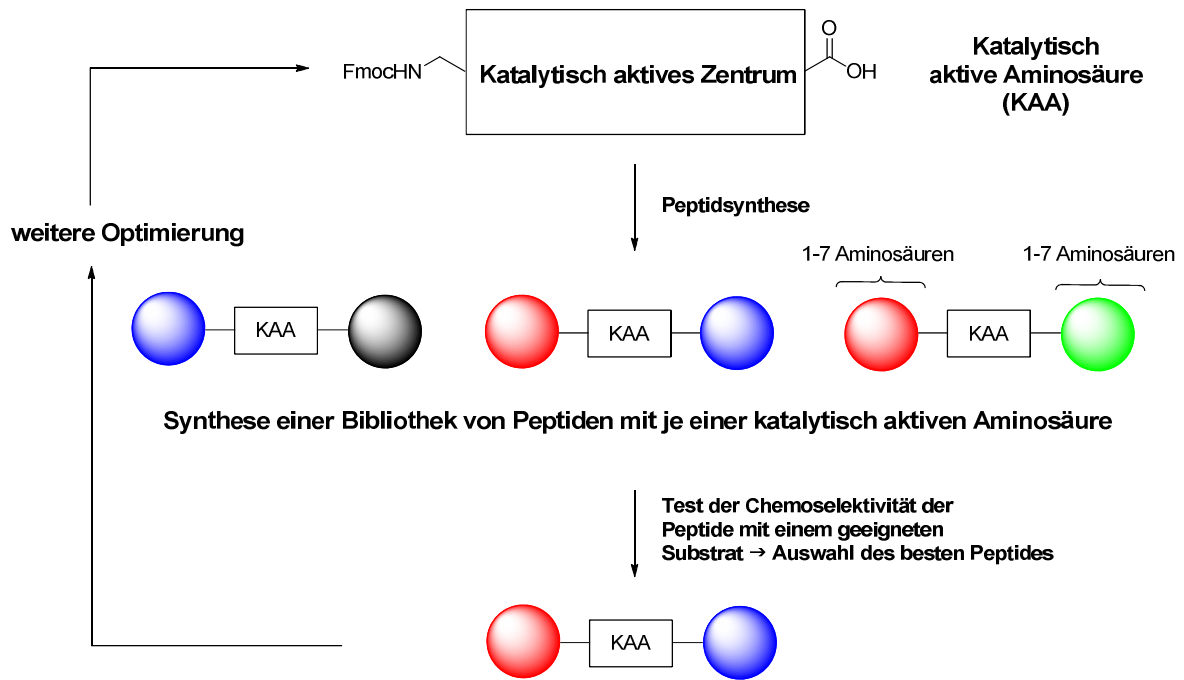 FmocHN
Katalytisch aktives Zentrum
O
OH
Katalytisch
aktive Aminosäure
(KAA)
Peptidsynthese
weitere Optimierung
1-7 Aminosäuren
1-7 Aminosäuren
KAA
KAA
KAA
Synthese einer Bibliothek von Peptiden mit je einer katalytisch aktiven Aminosäure
Test der Chemoselektivität der
Peptide mit einem geeigneten
Substrat → Auswahl des besten Peptides
KAA